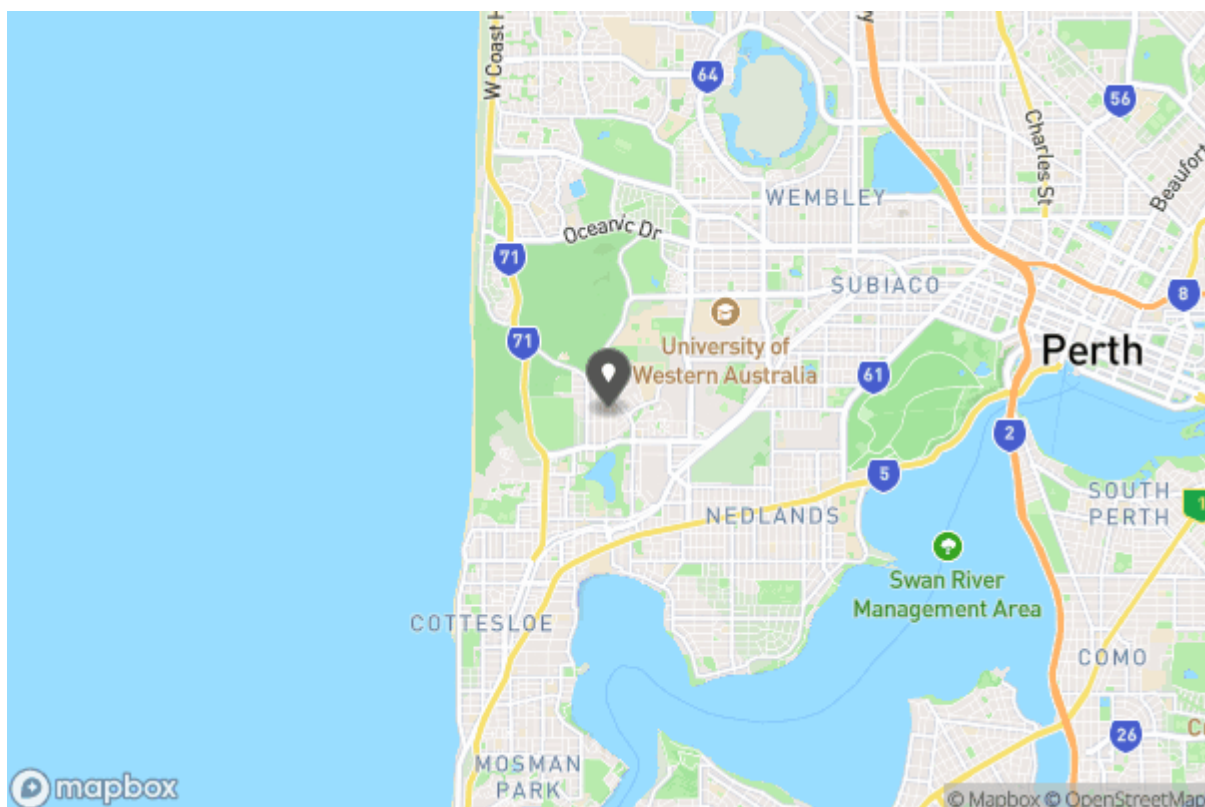 W Coast H
64
56
Charles St
Beaufort
WEMBLEY
Oceanic Dr
71
SUBIACO
8
71
University of
Western Australia
Perth
61
2
5
SOUTH
PERTH
1
NEDLANDS
Swan River
Management Area
COTTESLOE
COMO
26
MOSMAN
PARK
mapbox
© Mapbox © OpenStreetMap